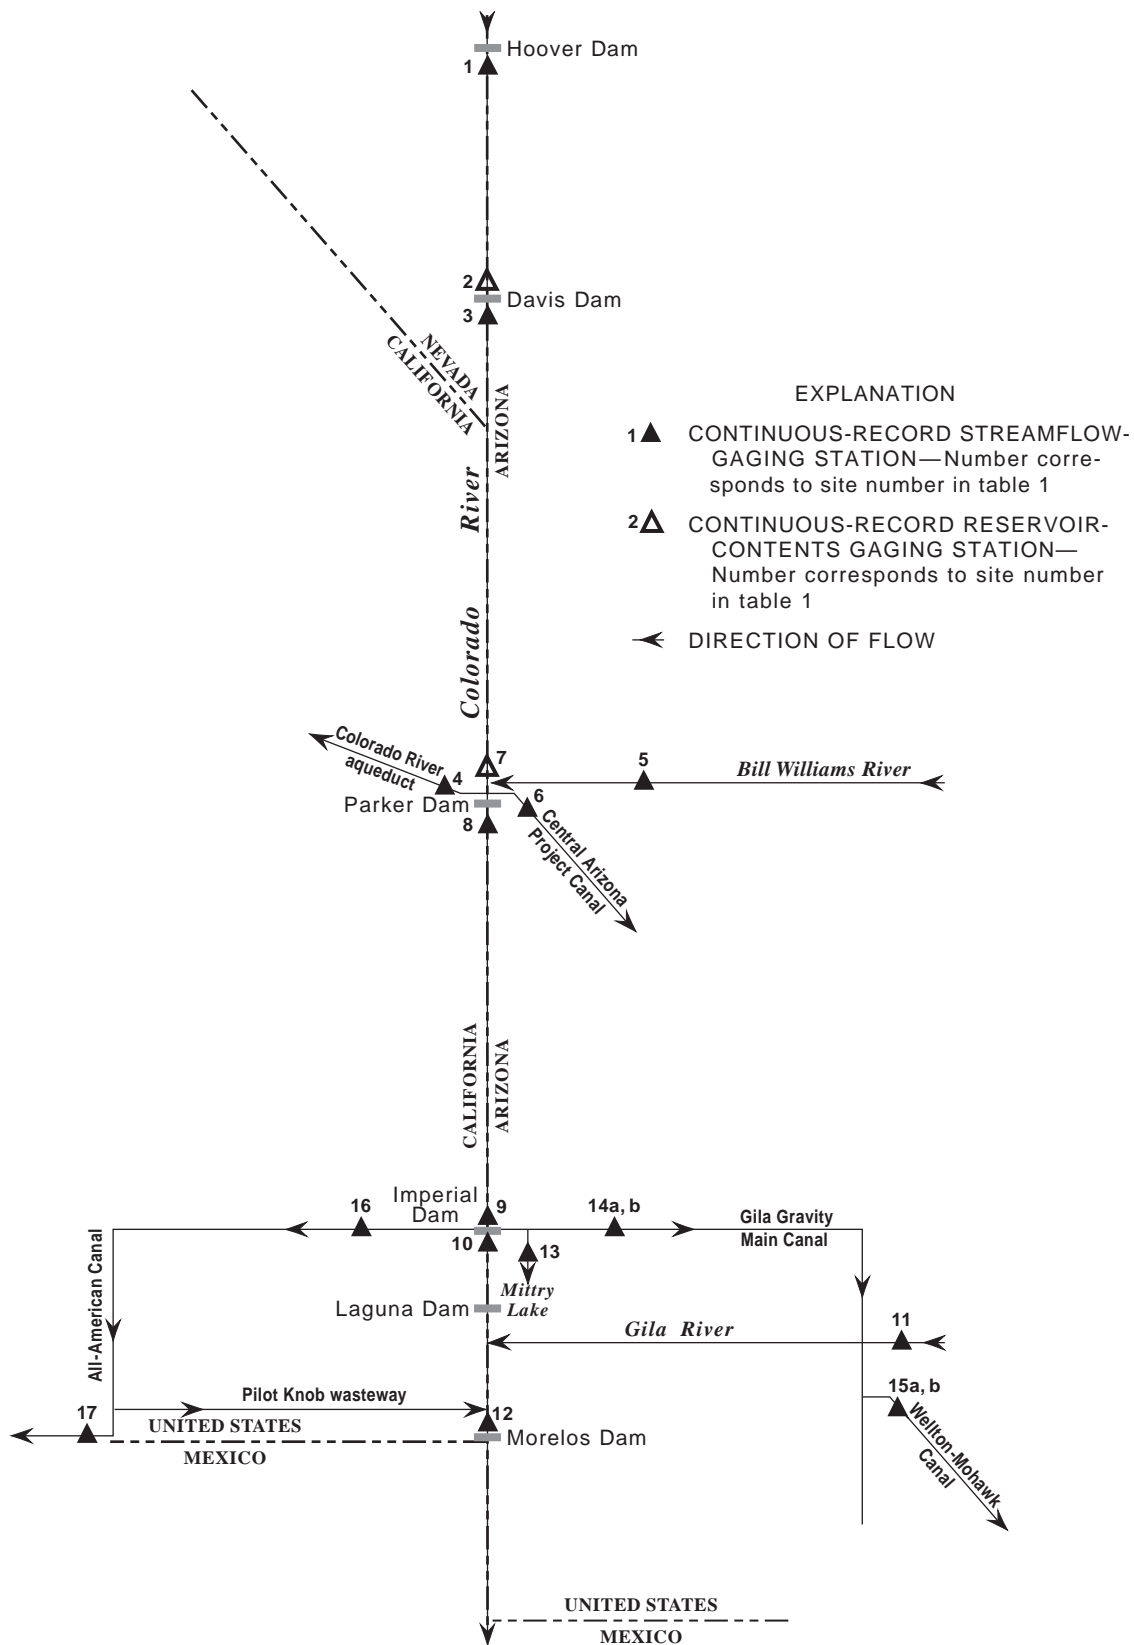 Hoover Dam
1
2
Davis Dam
3
NEVADA
CALIFORNIA
ARIZONA
EXPLANATION
1 CONTINUOUS-RECORD STREAMFLOW-
GAGING STATION—Number corre-
sponds to site number in table 1
2 CONTINUOUS-RECORD RESERVOIR-
CONTENTS GAGING STATION—
Number corresponds to site number
in table 1
DIRECTION OF FLOW
Colorado River
Colorado River
aqueduct
4
7
5
Bill Williams River
6
Parker Dam
8
Central Arizona
Project Canal
CALIFORNIA
ARIZONA
Imperial
Dam
9
16
14a, b
Gila Gravity
Main Canal
10
13
Mittry
Lake
Laguna Dam
All-American Canal
Gila River
11
Pilot Knob wasteway
15a, b
17
12
UNITED STATES
MEXICO
Morelos Dam
Wellton-Mohawk
Canal
UNITED STATES
MEXICO